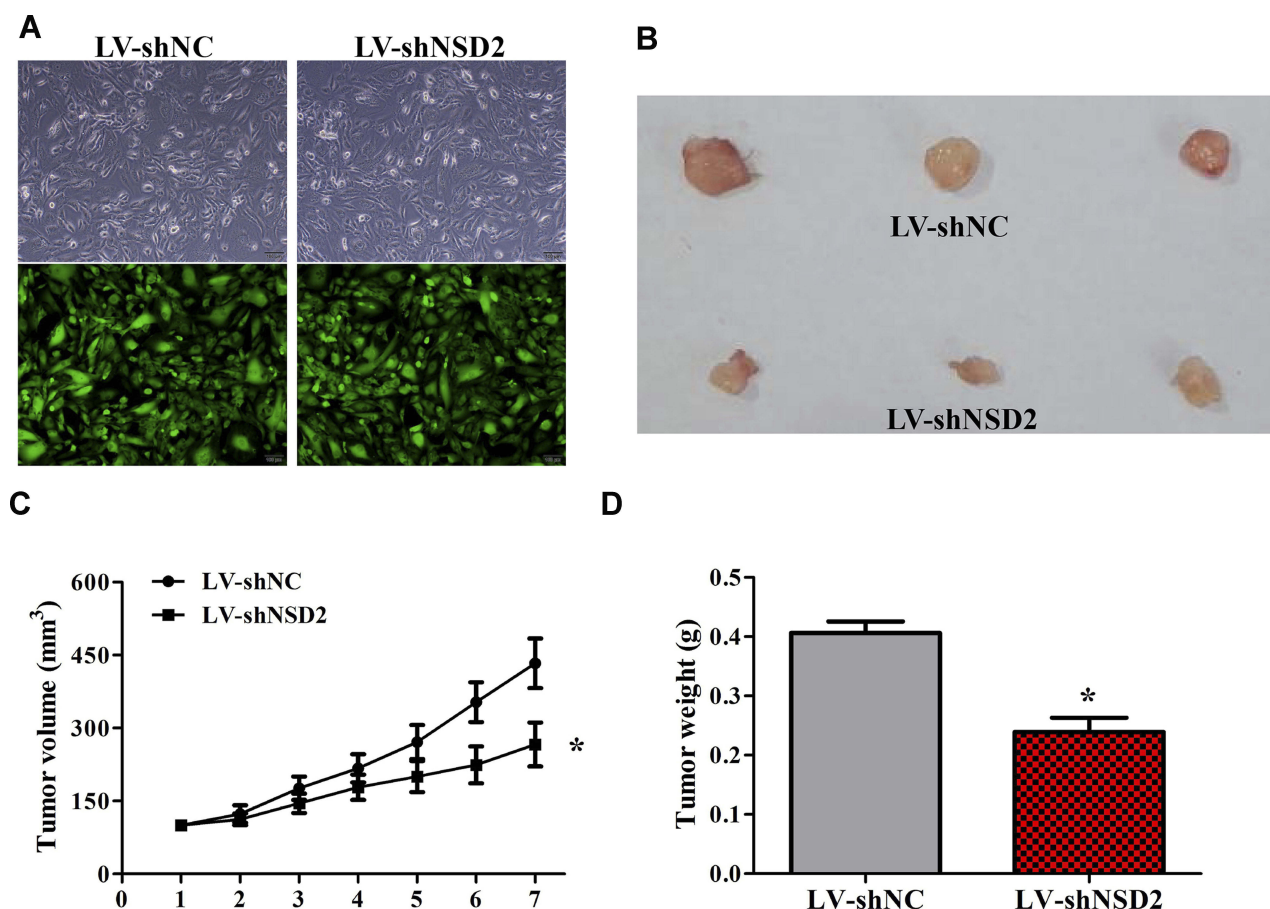 A
LV-shNC
LV-shNSD2
B
LV-shNC
LV-shNSD2
C
LV-shNC
LV-shNSD2
Tumor volume (mm³)
600
450
300
150
0
*
0 1 2 3 4 5 6 7
D
Tumor weight (g)
0.5
0.4
0.3
0.2
0.1
0.0
*
LV-shNC LV-shNSD2